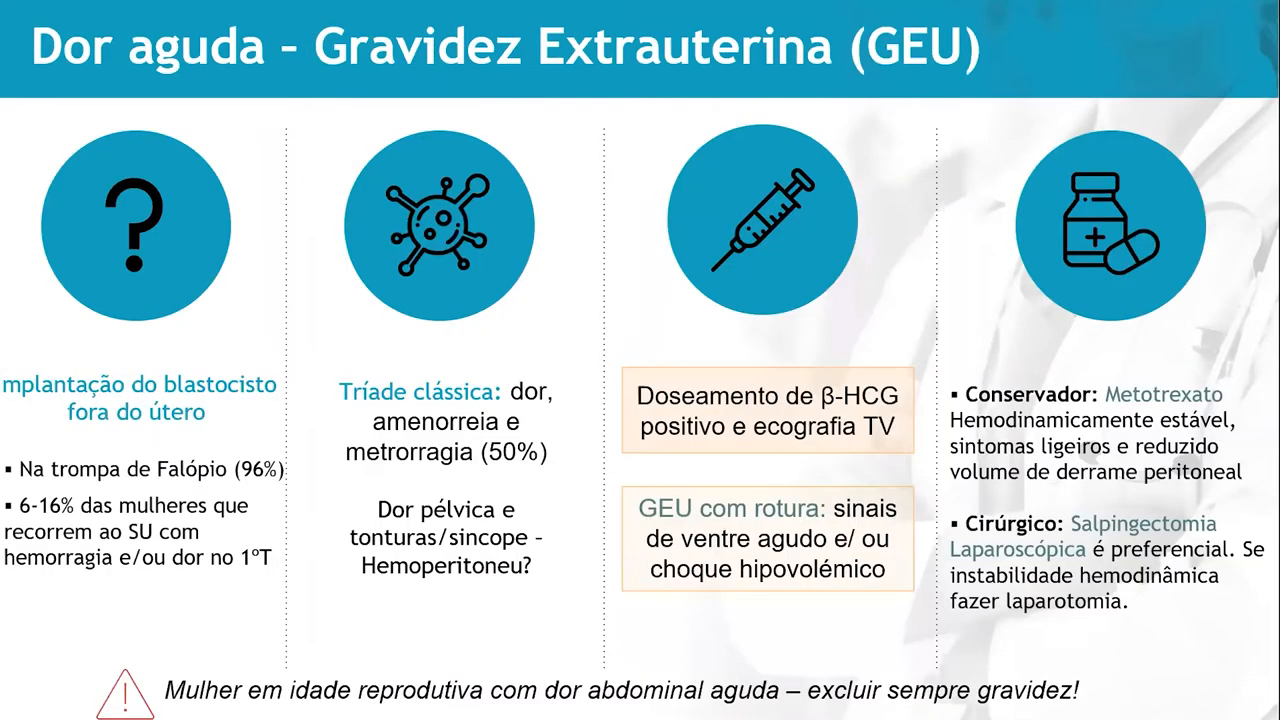 Dor aguda – Gravidez Extrauterina (GEU)
mplantação do blastocisto
fora do útero
▪ Na trompa de Falópio (96%)
▪ 6-16% das mulheres que
recorrem ao SU com
hemorragia e/ou dor no 1ºT
Tríade clássica: dor,
amenorreia e
metrorragia (50%)
Dor pélvica e
tonturas/sincope –
Hemoperitoneu?
Doseamento de β-HCG
positivo e ecografia TV
GEU com rotura: sinais
de ventre agudo e/ ou
choque hipovolémico
▪ Conservador: Metotrexato
Hemodinamicamente estável,
sintomas ligeiros e reduzido
volume de derrame peritoneal
▪ Cirúrgico: Salpingectomia
Laparoscópica é preferencial. Se
instabilidade hemodinâmica
fazer laparotomia.
Mulher em idade reprodutiva com dor abdominal aguda – excluir sempre gravidez!